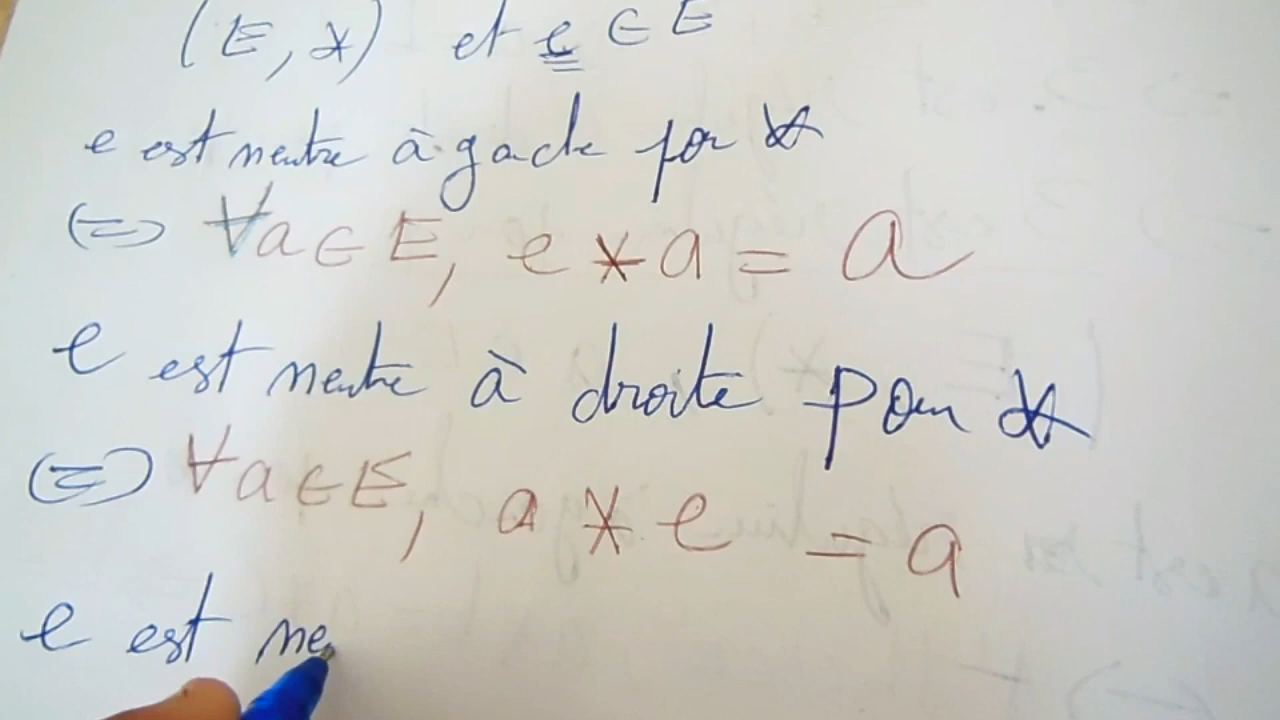 (E, *) et e ∈ E
e est neutre à gauche pour *
⇔ ∀a ∈ E, e * a = a
e est neutre à droite pour *
⇔ ∀a ∈ E, a * e = a
e est ne